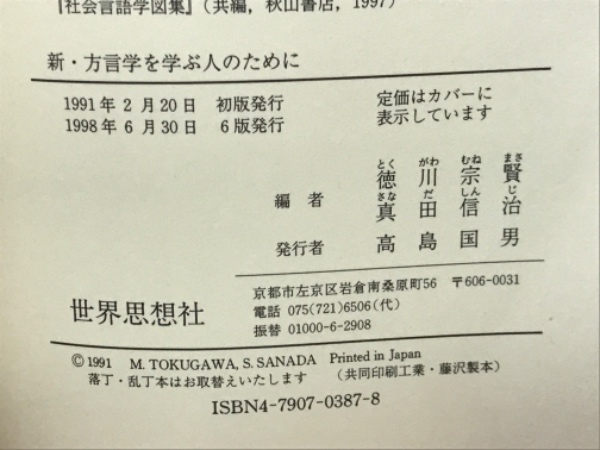 『社会言語学図集』(共編, 秋山書店, 1997)
新・方言学を学ぶ人のために
1991年2月20日 初版発行
1998年6月30日 6版発行
定価はカバーに
表示しています
編者
とく がわ むね まさ
徳川宗賢
さな だ しん じ
真田信治
発行者 高島国男
世界思想社
京都市左京区岩倉南桑原町56 〒606-0031
電話 075(721)6506(代)
振替 01000-6-2908
©1991 M. TOKUGAWA, S. SANADA Printed in Japan
落丁・乱丁本はお取替えいたします (共同印刷工業・藤沢製本)
ISBN4-7907-0387-8